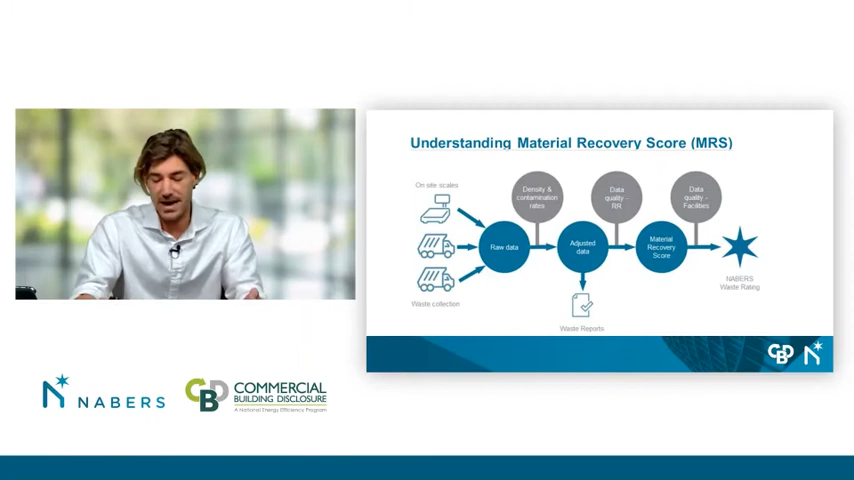 Understanding Material Recovery Score (MRS)
On site scales
Density &
contamination
rates
Data
quality -
RR
Data
quality -
Facilities
Raw data
Adjusted
data
Material
Recovery
Score
NABERS
Waste Rating
Waste collection
Waste Reports
CBD N
N NABERS
CBD COMMERCIAL
BUILDING DISCLOSURE
A National Energy Efficiency Program